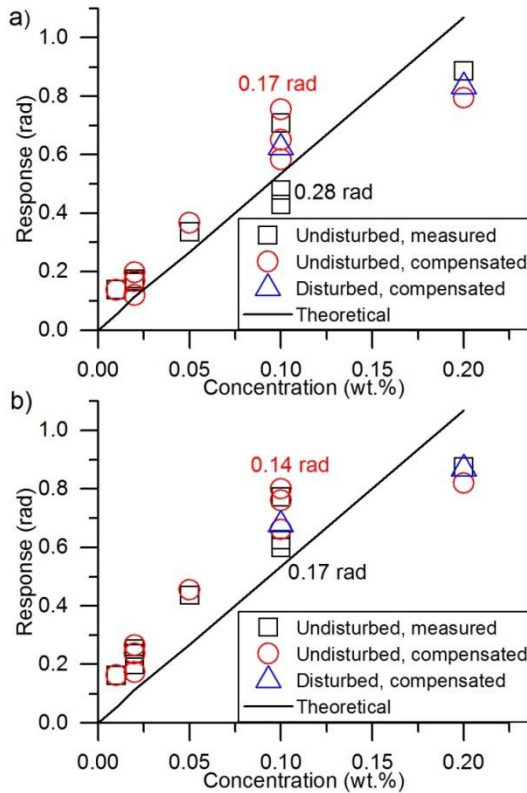 a)
1.0
0.8
0.6
0.4
0.2
0.0
Response (rad)
0.17 rad
0.28 rad
Undisturbed, measured
Undisturbed, compensated
Disturbed, compensated
Theoretical
0.00 0.05 0.10 0.15 0.20
Concentration (wt.%)
b)
1.0
0.8
0.6
0.4
0.2
0.0
Response (rad)
0.14 rad
0.17 rad
Undisturbed, measured
Undisturbed, compensated
Disturbed, compensated
Theoretical
0.00 0.05 0.10 0.15 0.20
Concentration (wt.%)